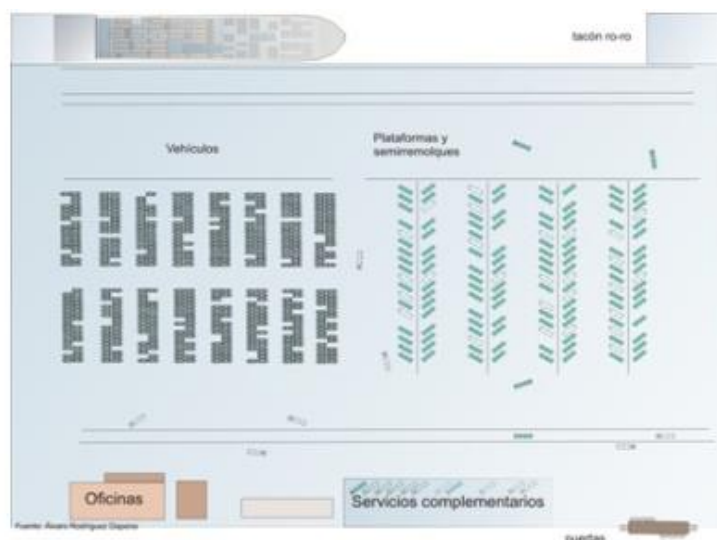 tacón ro-ro
Vehículos
Plataformas y
semirremolques
Oficinas
Servicios complementarios
Fuente: Álvaro Rodríguez Dapena
puertas